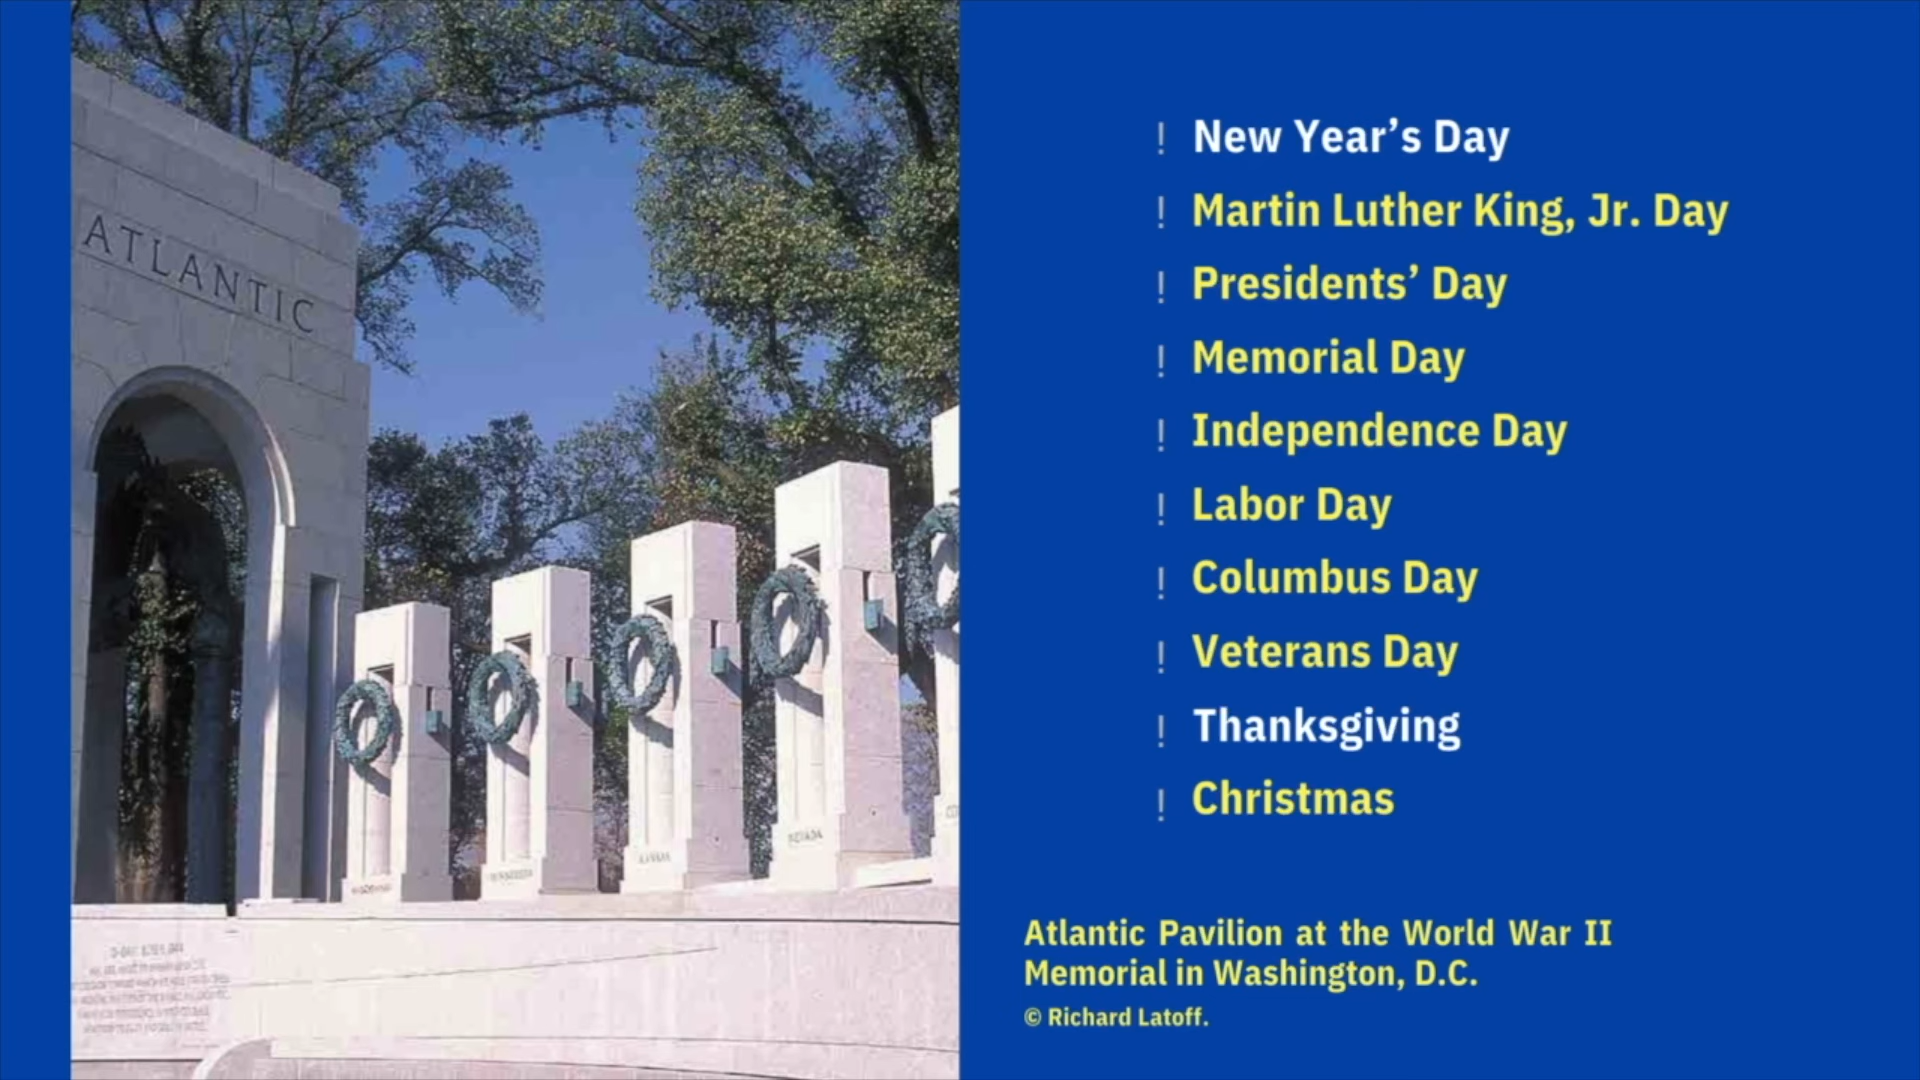 ATLANTIC
! New Year’s Day
! Martin Luther King, Jr. Day
! Presidents’ Day
! Memorial Day
! Independence Day
! Labor Day
! Columbus Day
! Veterans Day
! Thanksgiving
! Christmas
NEVADA
Atlantic Pavilion at the World War II
Memorial in Washington, D.C.
© Richard Latoff.